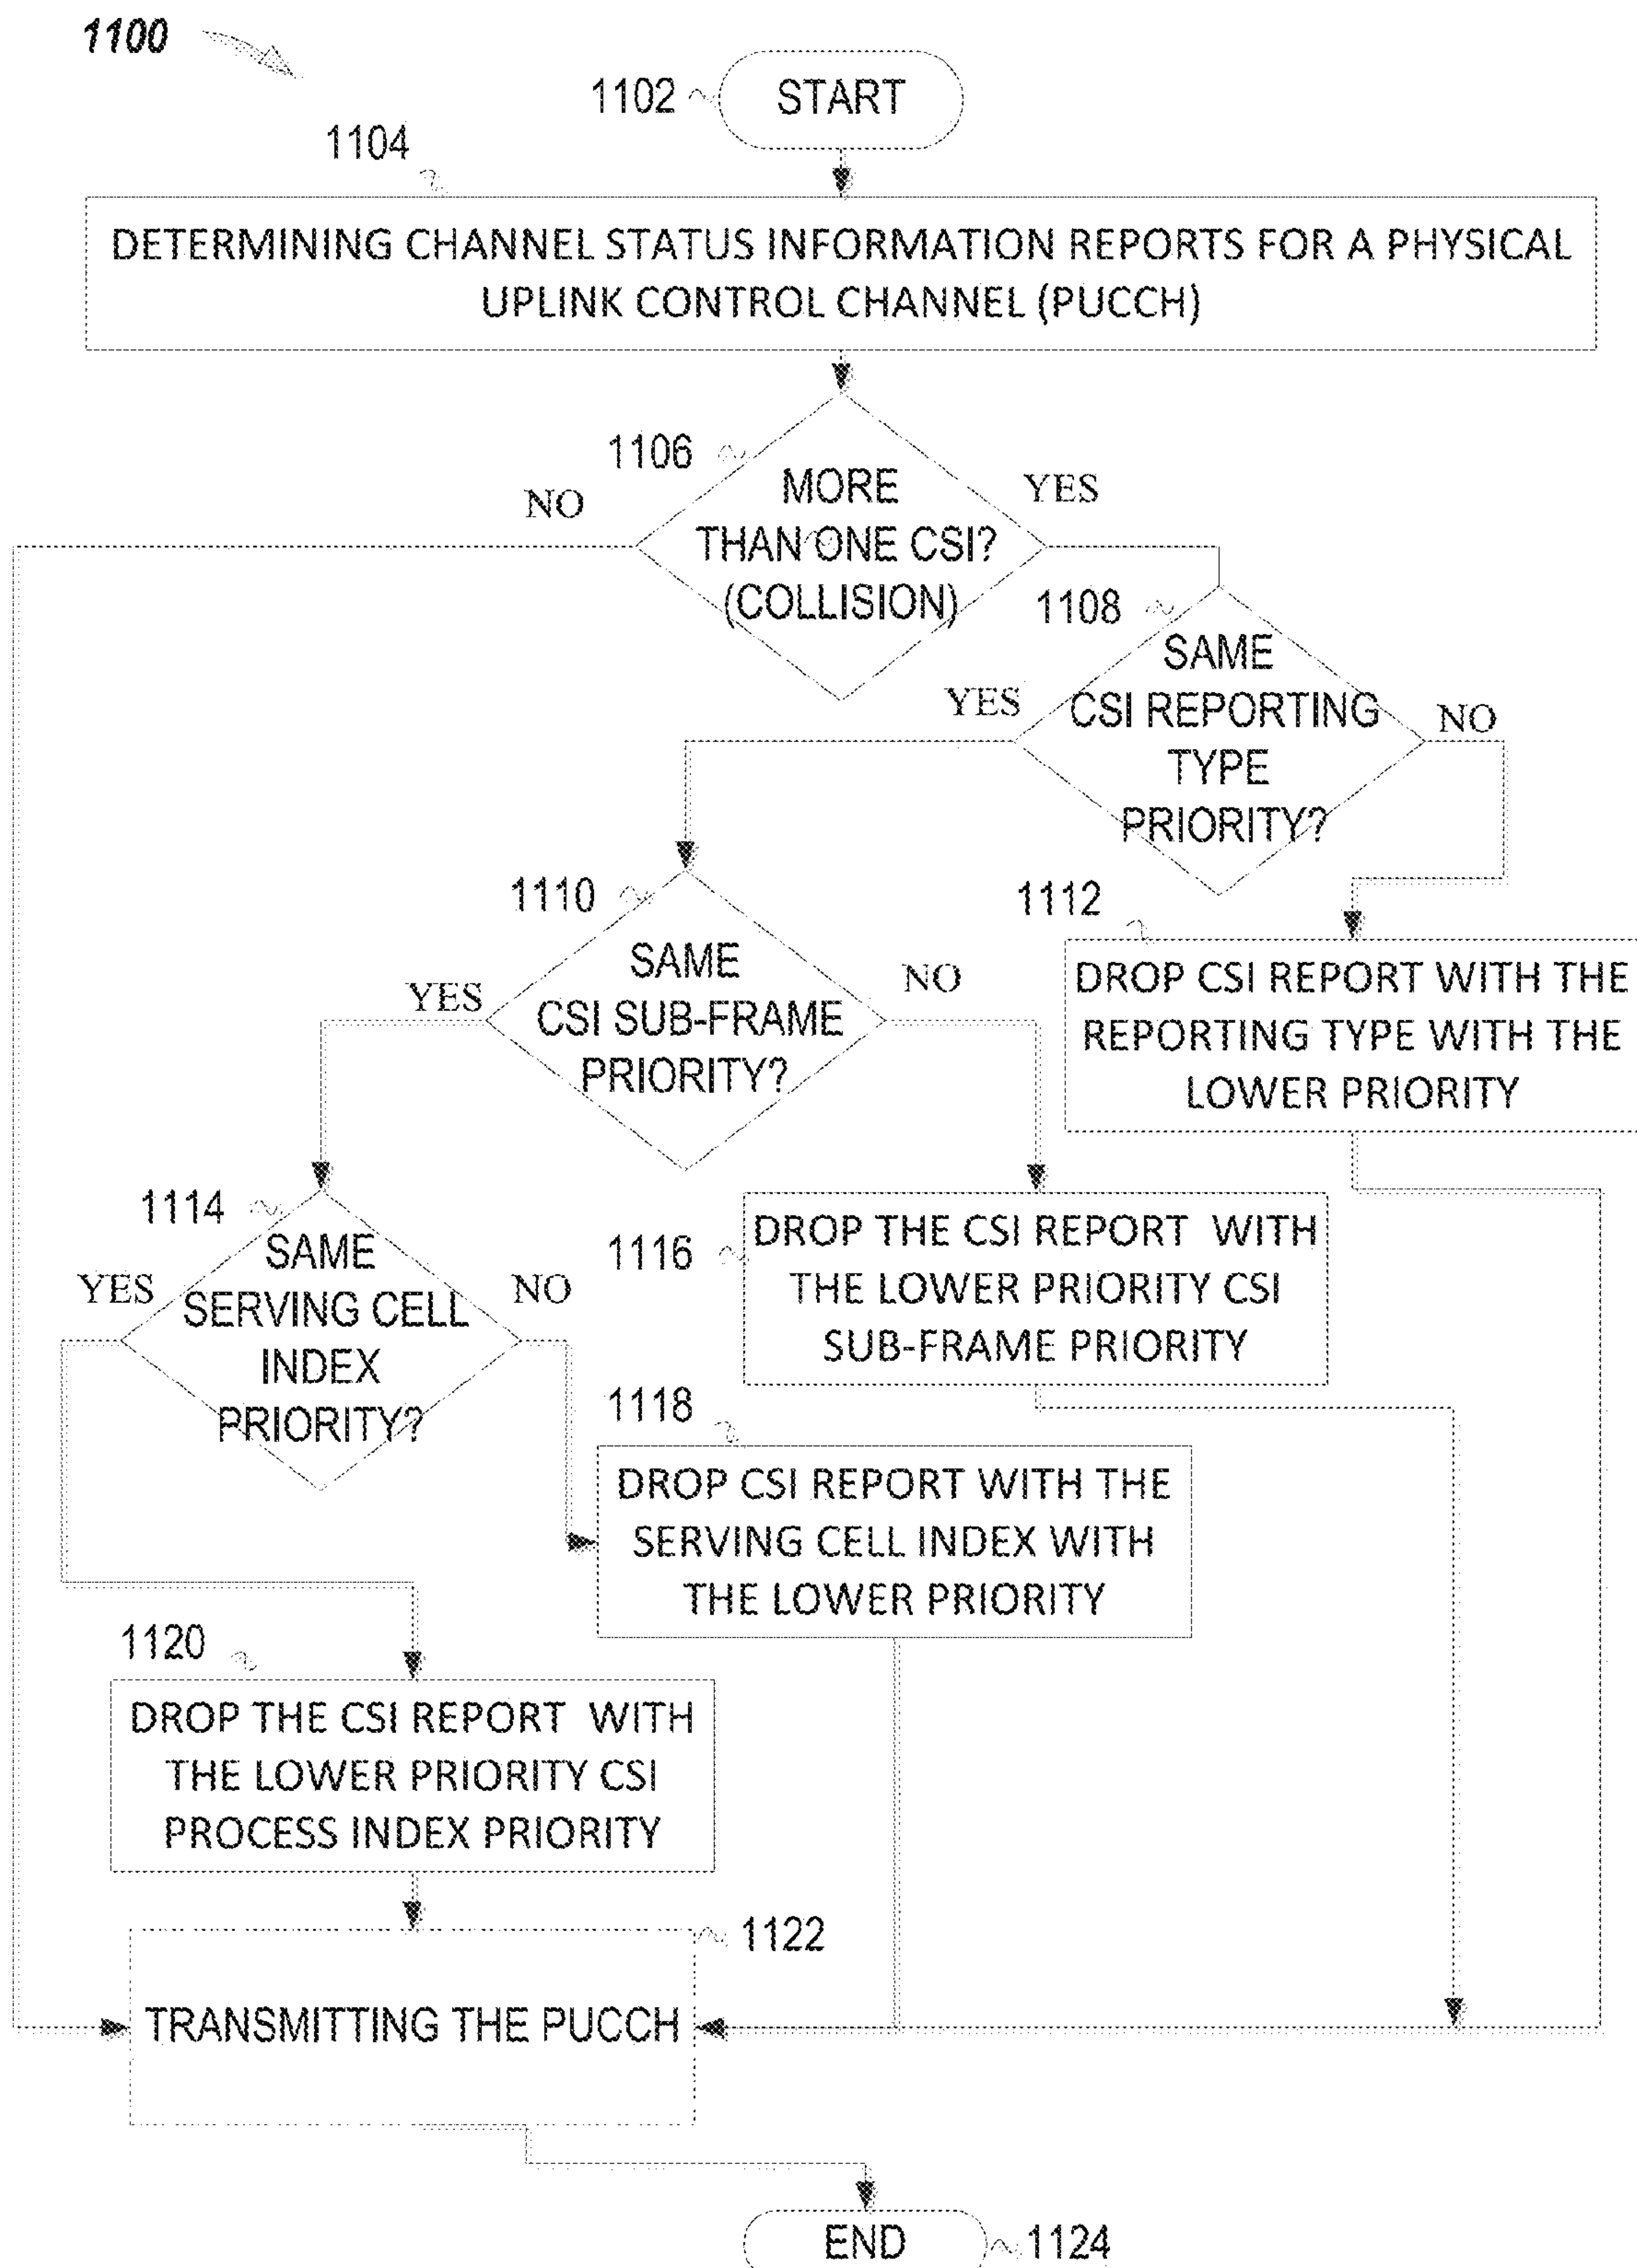 1100
1102
START
1104
DETERMINING CHANNEL STATUS INFORMATION REPORTS FOR A PHYSICAL
UPLINK CONTROL CHANNEL (PUCCH)
1106
NO
YES
MORE
THAN ONE CSI?
(COLLISION)
1108
YES
NO
SAME
CSI REPORTING
TYPE
PRIORITY?
1110
YES
NO
SAME
CSI SUB-FRAME
PRIORITY?
1112
DROP CSI REPORT WITH THE
REPORTING TYPE WITH THE
LOWER PRIORITY
1114
YES
NO
SAME
SERVING CELL
INDEX
PRIORITY?
1116
DROP THE CSI REPORT WITH
THE LOWER PRIORITY CSI
SUB-FRAME PRIORITY
1118
DROP CSI REPORT WITH THE
SERVING CELL INDEX WITH
THE LOWER PRIORITY
1120
DROP THE CSI REPORT WITH
THE LOWER PRIORITY CSI
PROCESS INDEX PRIORITY
1122
TRANSMITTING THE PUCCH
END
1124